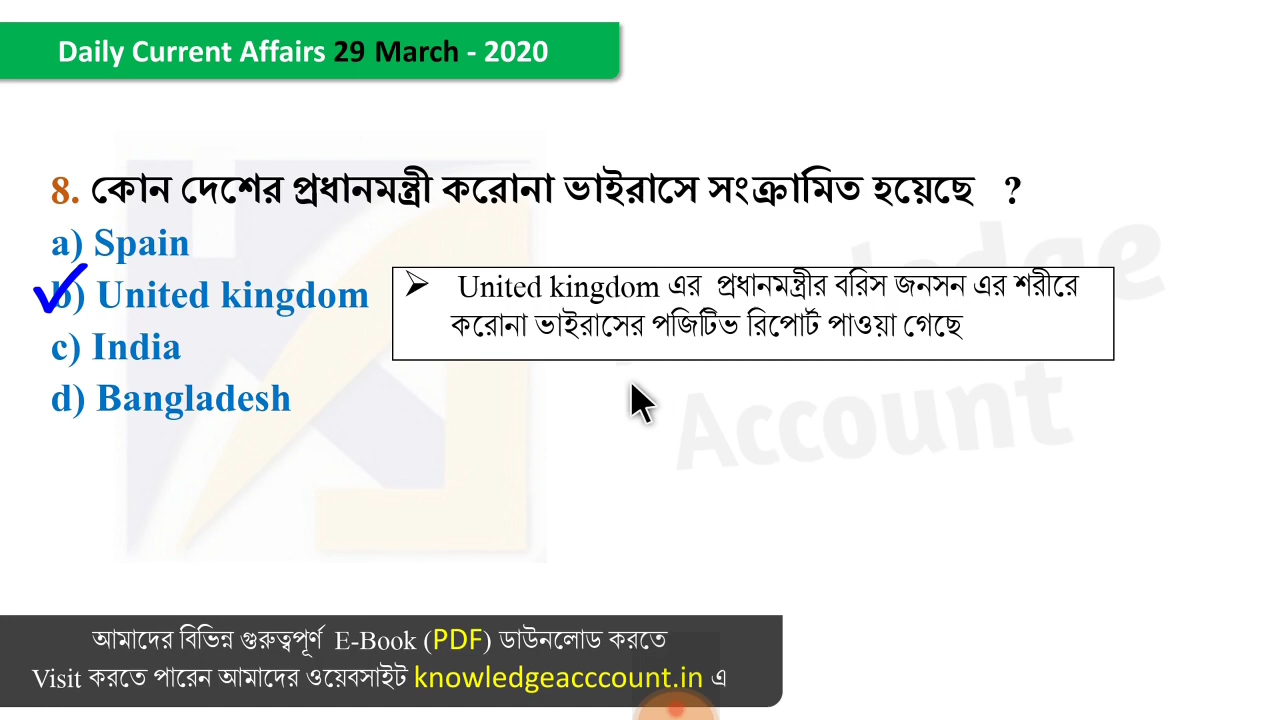 Daily Current Affairs 29 March - 2020
8. কোন দেশের প্রধানমন্ত্রী করোনা ভাইরাসে সংক্রামিত হয়েছে ?
a) Spain
b) United kingdom
c) India
d) Bangladesh
➢ United kingdom এর প্রধানমন্ত্রীর বরিস জনসন এর শরীরে
করোনা ভাইরাসের পজিটিভ রিপোর্ট পাওয়া গেছে
Knowledge
Account
আমাদের বিভিন্ন গুরুত্বপূর্ণ E-Book (PDF) ডাউনলোড করতে
Visit করতে পারেন আমাদের ওয়েবসাইট knowledgeacccount.in এ